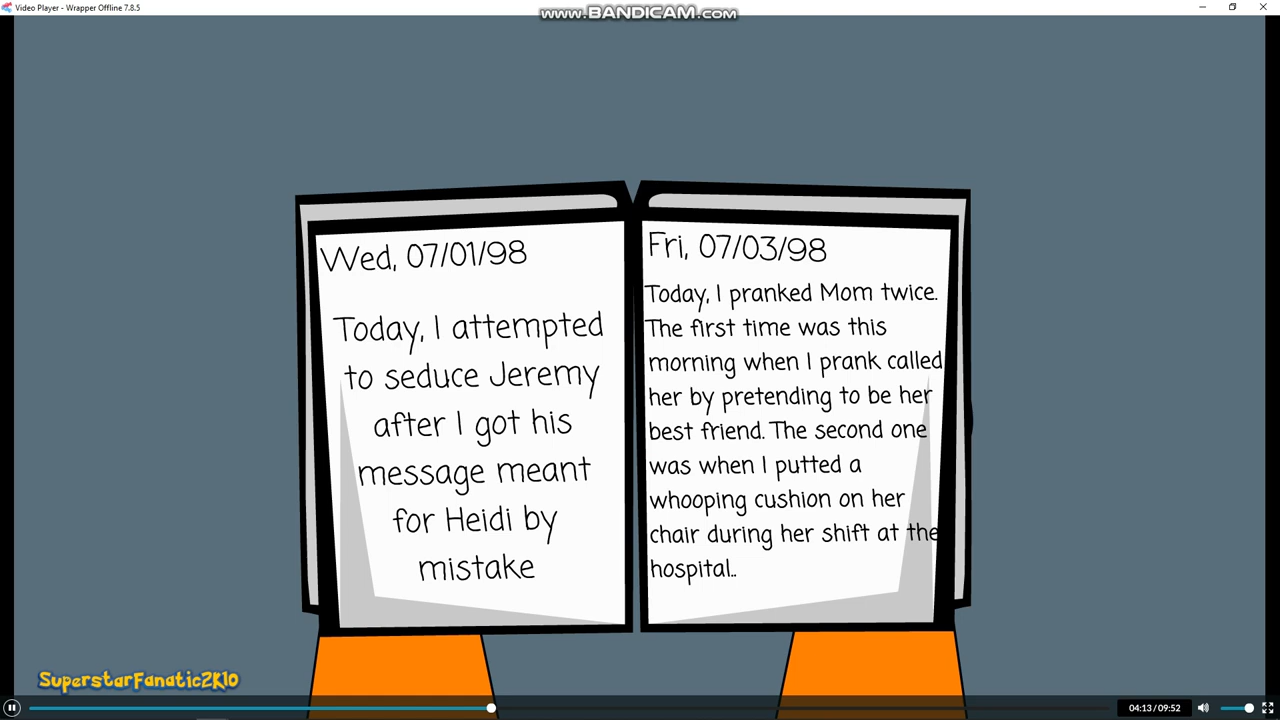 Video Player - Wrapper Offline 7.8.5
www.BANDICAM.com
Wed, 07/01/98
Today, I attempted
to seduce Jeremy
after I got his
message meant
for Heidi by
mistake
Fri, 07/03/98
Today, I pranked Mom twice.
The first time was this
morning when I prank called
her by pretending to be her
best friend. The second one
was when I putted a
whooping cushion on her
chair during her shift at the
hospital..
SuperstarFanatic2K10
04:13/09:52